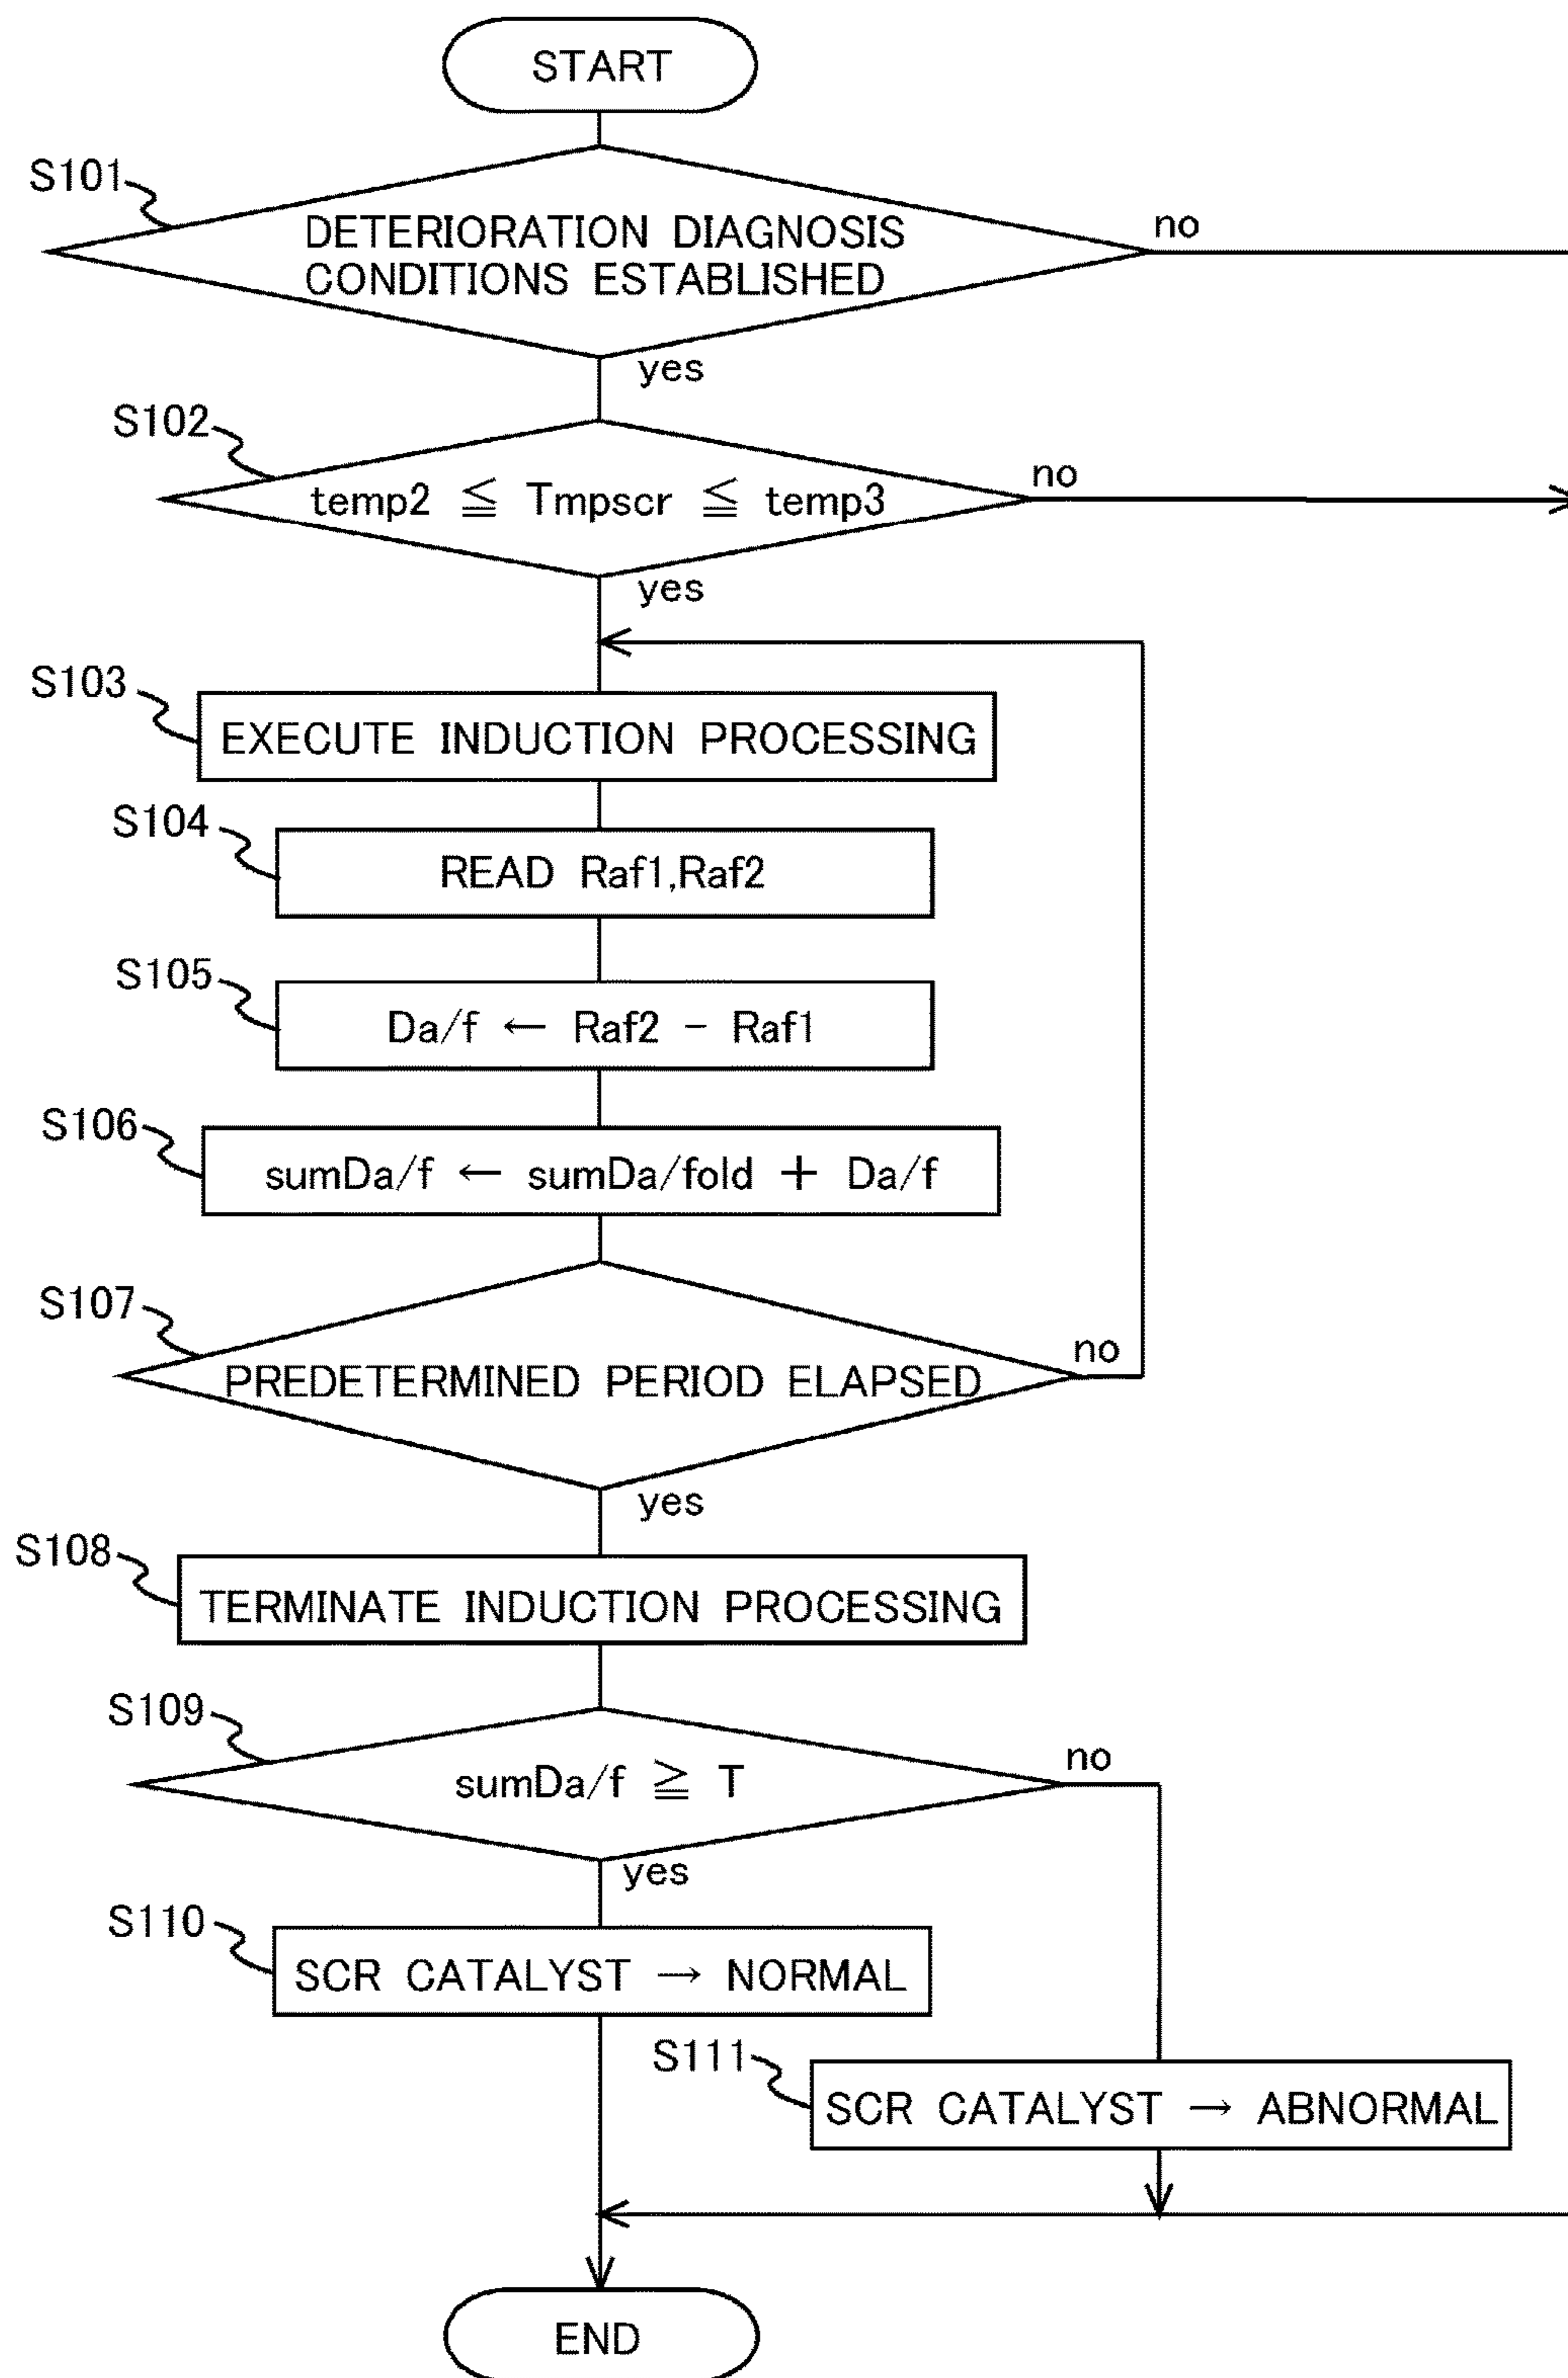 START
S101
DETERIORATION DIAGNOSIS
CONDITIONS ESTABLISHED
no
yes
S102
temp2 ≦ Tmpscr ≦ temp3
no
yes
S103
EXECUTE INDUCTION PROCESSING
S104
READ Raf1,Raf2
S105
Da/f ← Raf2 - Raf1
S106
sumDa/f ← sumDa/fold + Da/f
S107
PREDETERMINED PERIOD ELAPSED
no
yes
S108
TERMINATE INDUCTION PROCESSING
S109
sumDa/f ≧ T
no
yes
S110
SCR CATALYST → NORMAL
S111
SCR CATALYST → ABNORMAL
END